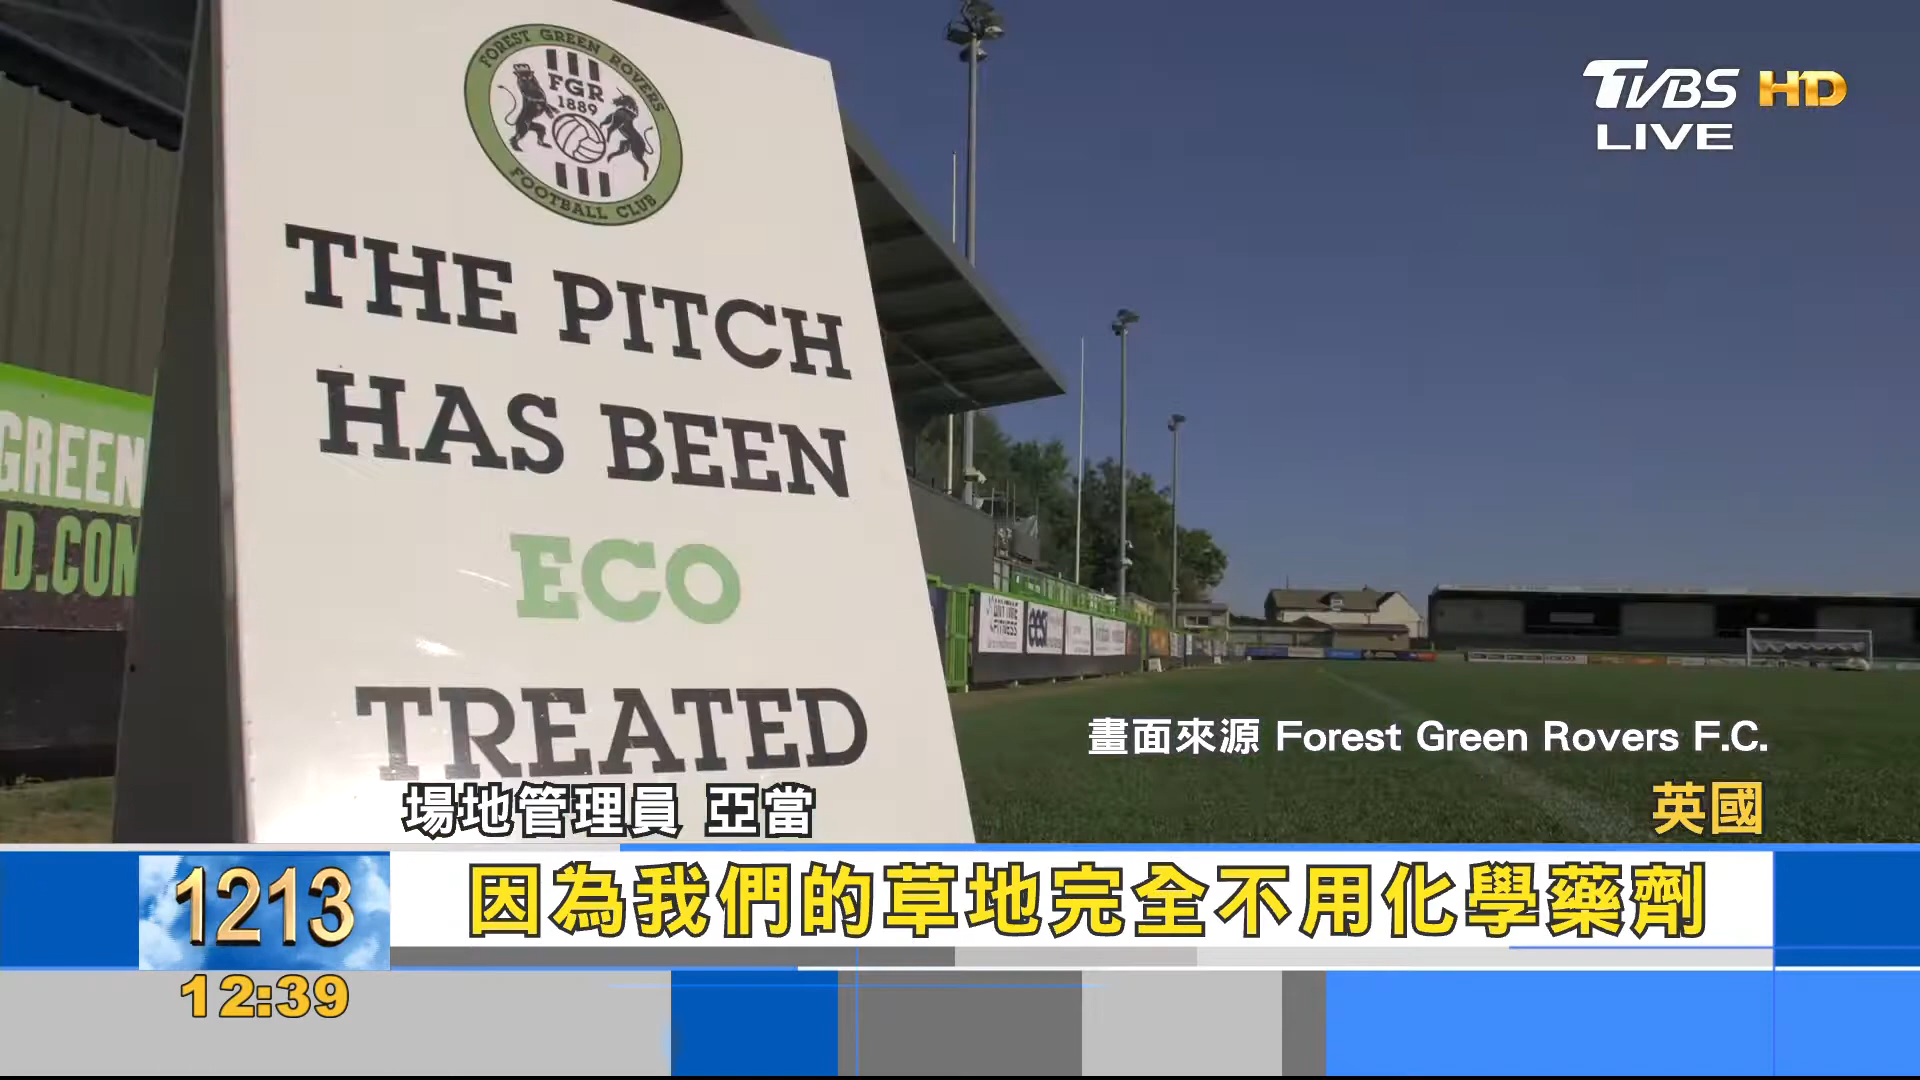 FOREST GREEN ROVERS
FGR
1889
FOOTBALL CLUB
THE PITCH
HAS BEEN
ECO
TREATED
GREEN
D.COM
TVBS HD
LIVE
eesi
畫面來源 Forest Green Rovers F.C.
場地管理員 亞當
英國
1213
因為我們的草地完全不用化學藥劑
12:39